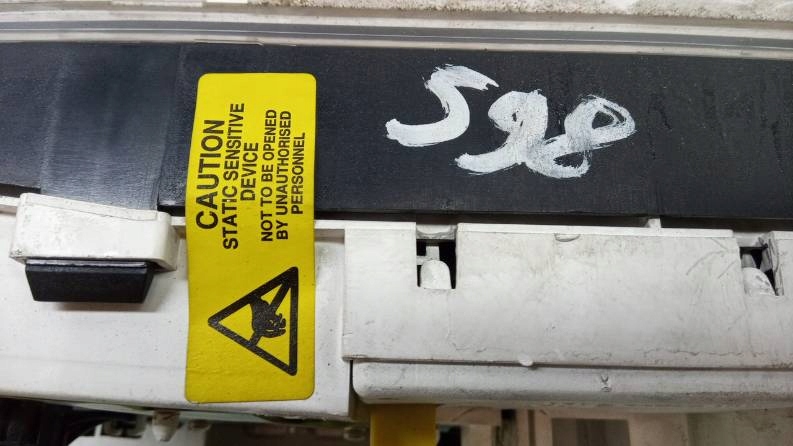 CAUTION
STATIC SENSITIVE
DEVICE
NOT TO BE OPENED
BY UNAUTHORISED
PERSONNEL
598